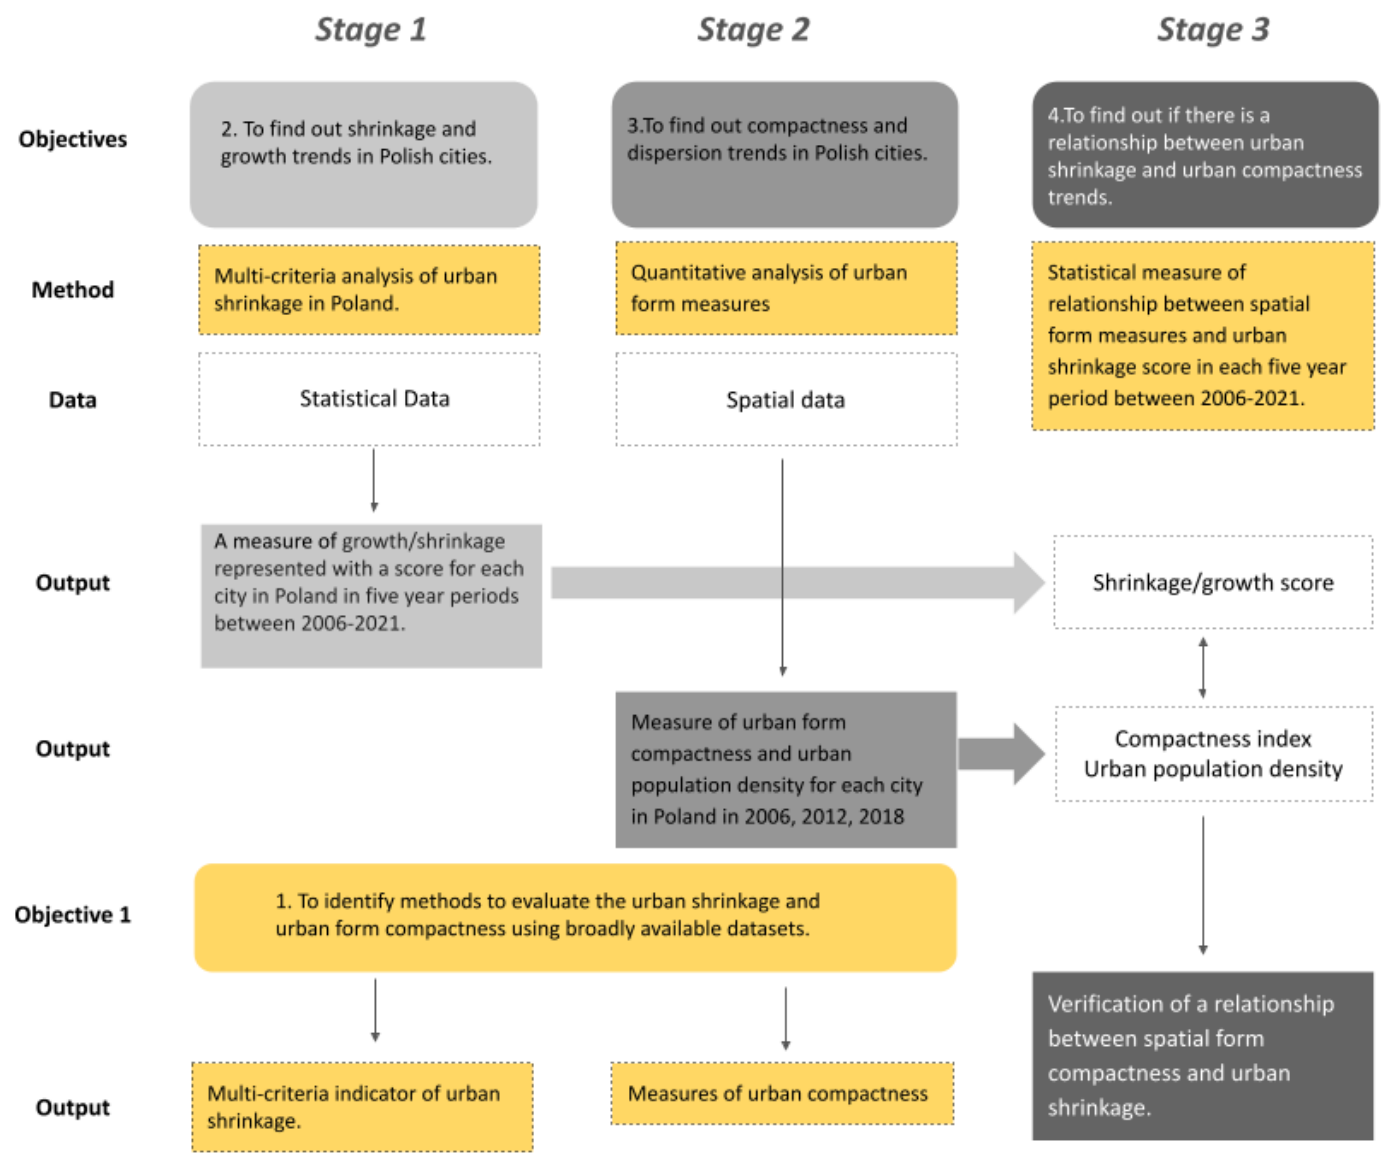 Stage 1
Stage 2
Stage 3
Objectives
2. To find out shrinkage and
growth trends in Polish cities.
3.To find out compactness and
dispersion trends in Polish cities.
4.To find out if there is a
relationship between urban
shrinkage and urban compactness
trends.
Method
Multi-criteria analysis of urban
shrinkage in Poland.
Quantitative analysis of urban
form measures
Statistical measure of
relationship between spatial
form measures and urban
shrinkage score in each five year
period between 2006-2021.
Data
Statistical Data
Spatial data
Output
A measure of growth/shrinkage
represented with a score for each
city in Poland in five year periods
between 2006-2021.
Shrinkage/growth score
Output
Measure of urban form
compactness and urban
population density for each city
in Poland in 2006, 2012, 2018
Compactness index
Urban population density
Objective 1
1. To identify methods to evaluate the urban shrinkage and
urban form compactness using broadly available datasets.
Output
Multi-criteria indicator of urban
shrinkage.
Measures of urban compactness
Verification of a relationship
between spatial form
compactness and urban
shrinkage.